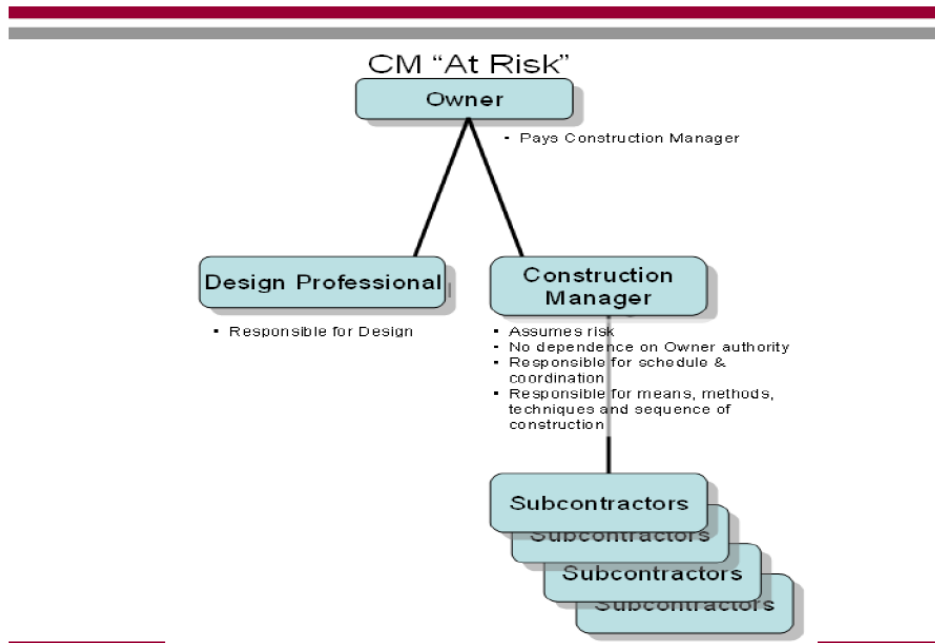 CM “At Risk”
Owner
▪ Pays Construction Manager
Design Professional
▪ Responsible for Design
Construction
Manager
▪ Assumes risk
▪ No dependence on Owner authority
▪ Responsible for schedule &
coordination
▪ Responsible for means, methods,
techniques and sequence of
construction
Subcontractors
Subcontractors
Subcontractors
Subcontractors